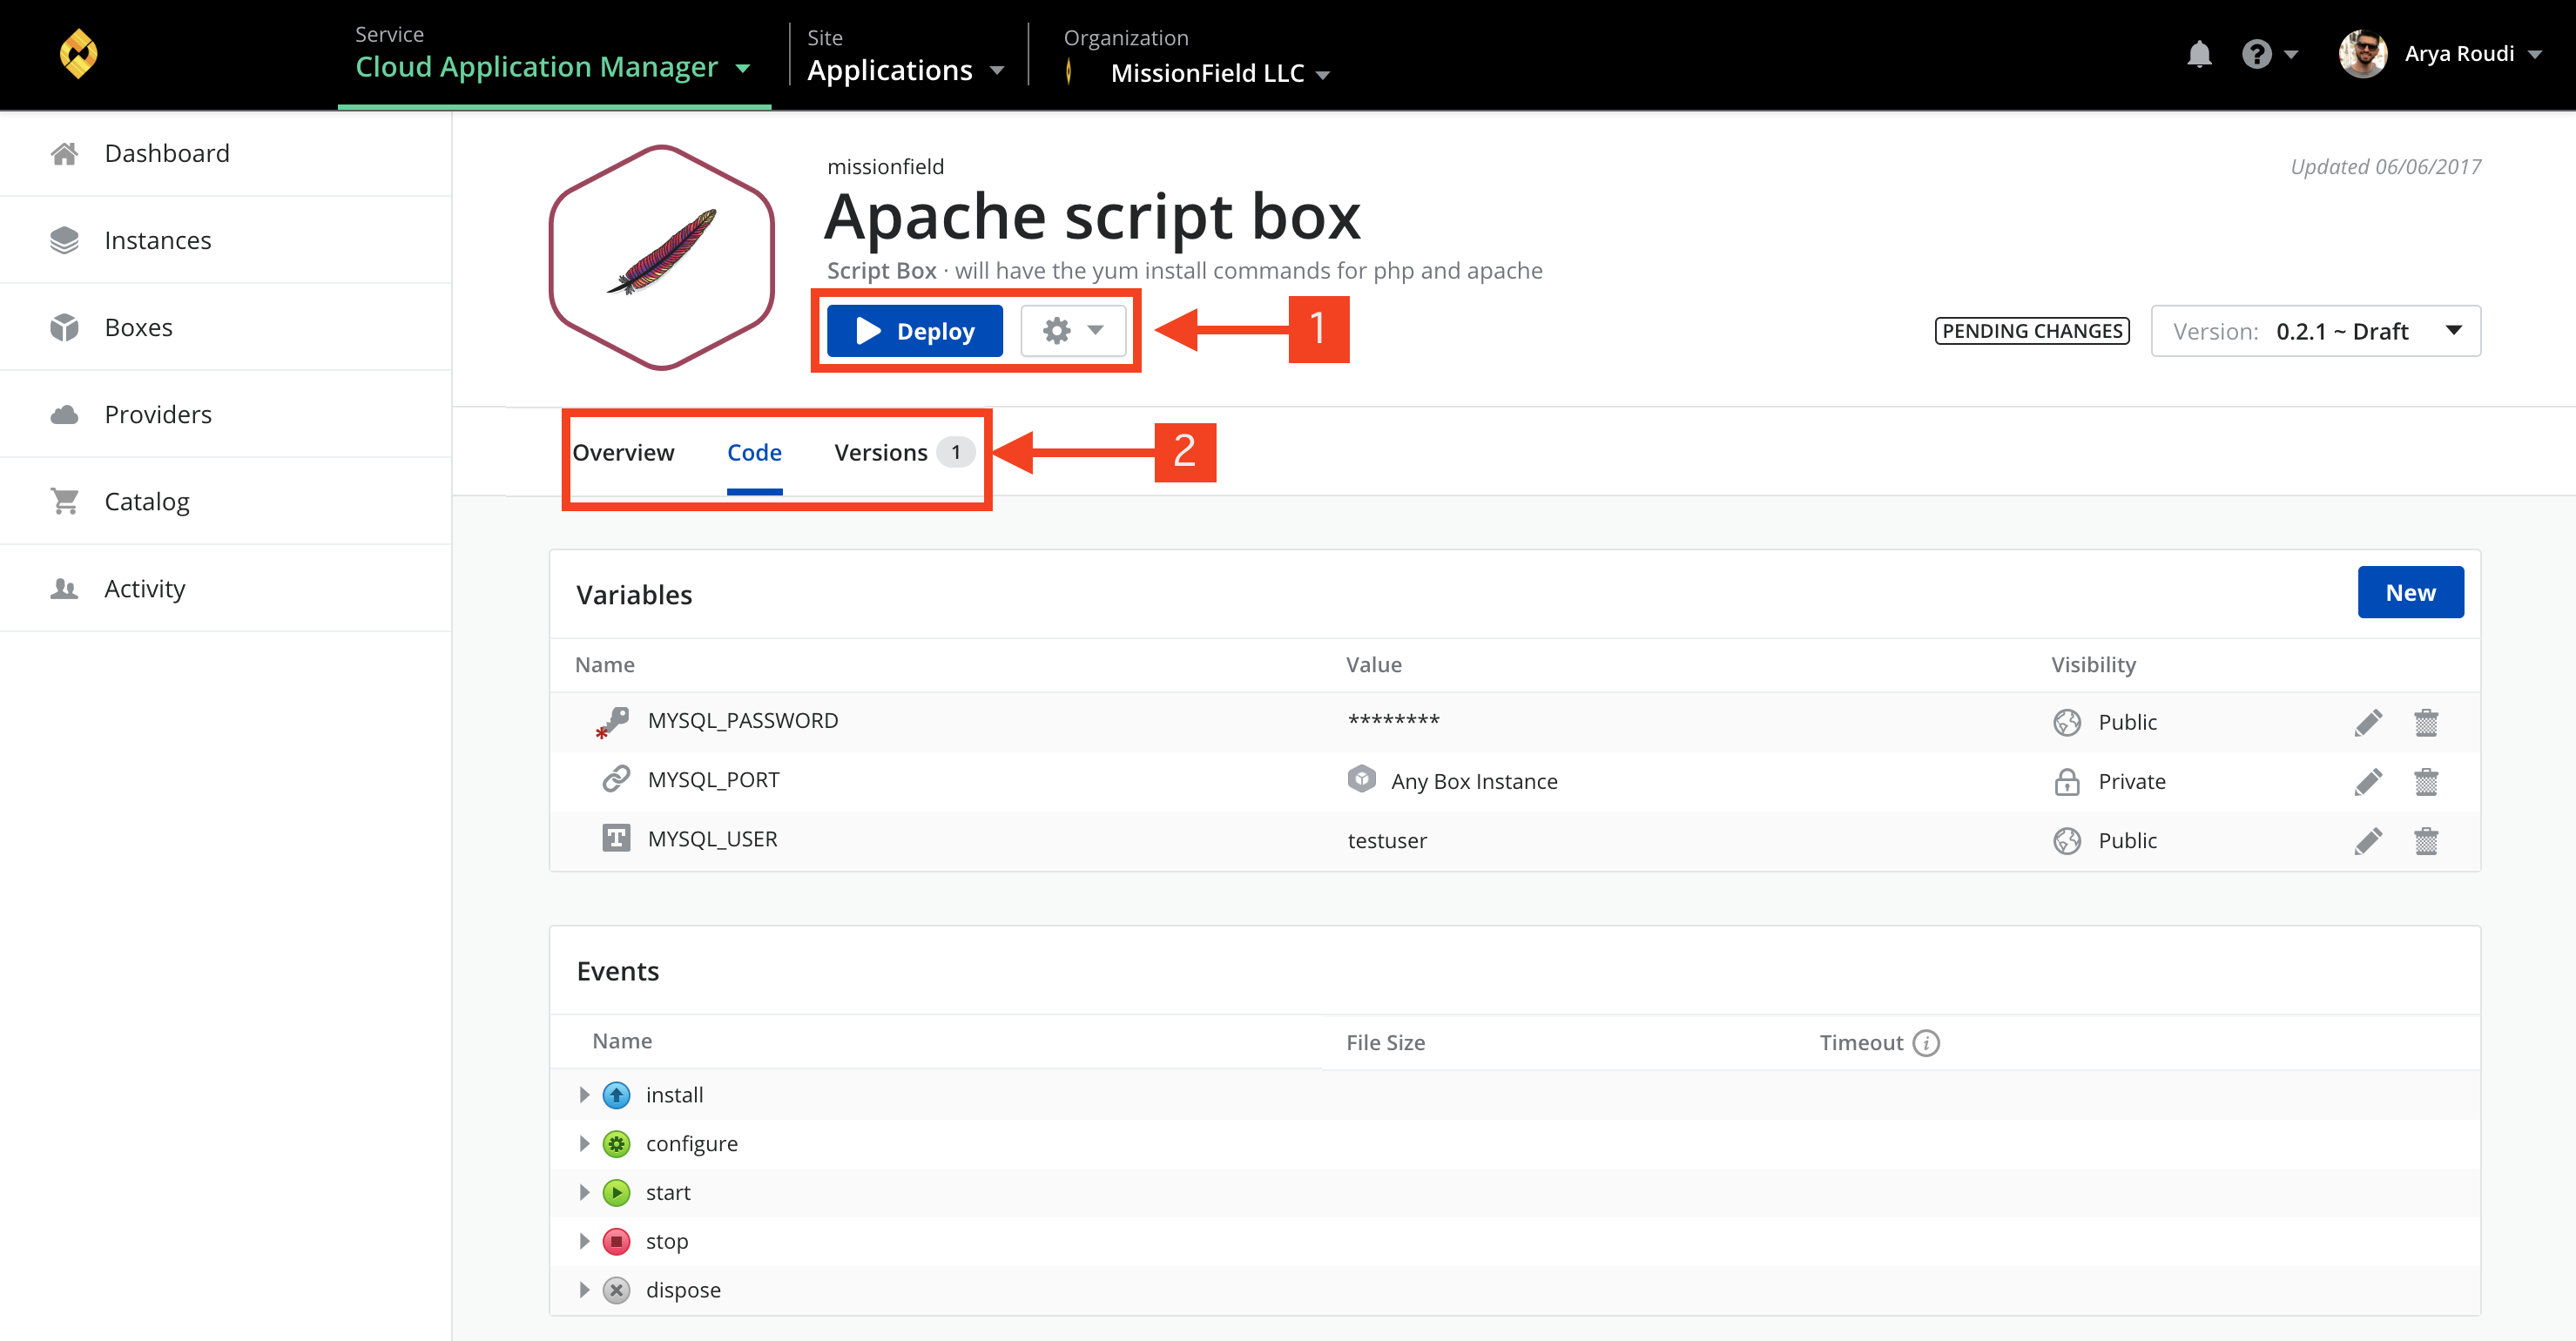 Service
Cloud Application Manager
Site
Applications
Organization
MissionField LLC
?
Arya Roudi
Dashboard
Instances
Boxes
Providers
Catalog
Activity
missionfield
Updated 06/06/2017
Apache script box
Script Box · will have the yum install commands for php and apache
Deploy
1
PENDING CHANGES
Version: 0.2.1 ~ Draft
Overview
Code
Versions 1
2
Variables
New
Name Value Visibility
MYSQL_PASSWORD ******** Public
MYSQL_PORT Any Box Instance Private
T MYSQL_USER testuser Public
Events
Name File Size Timeout i
install
configure
start
stop
dispose